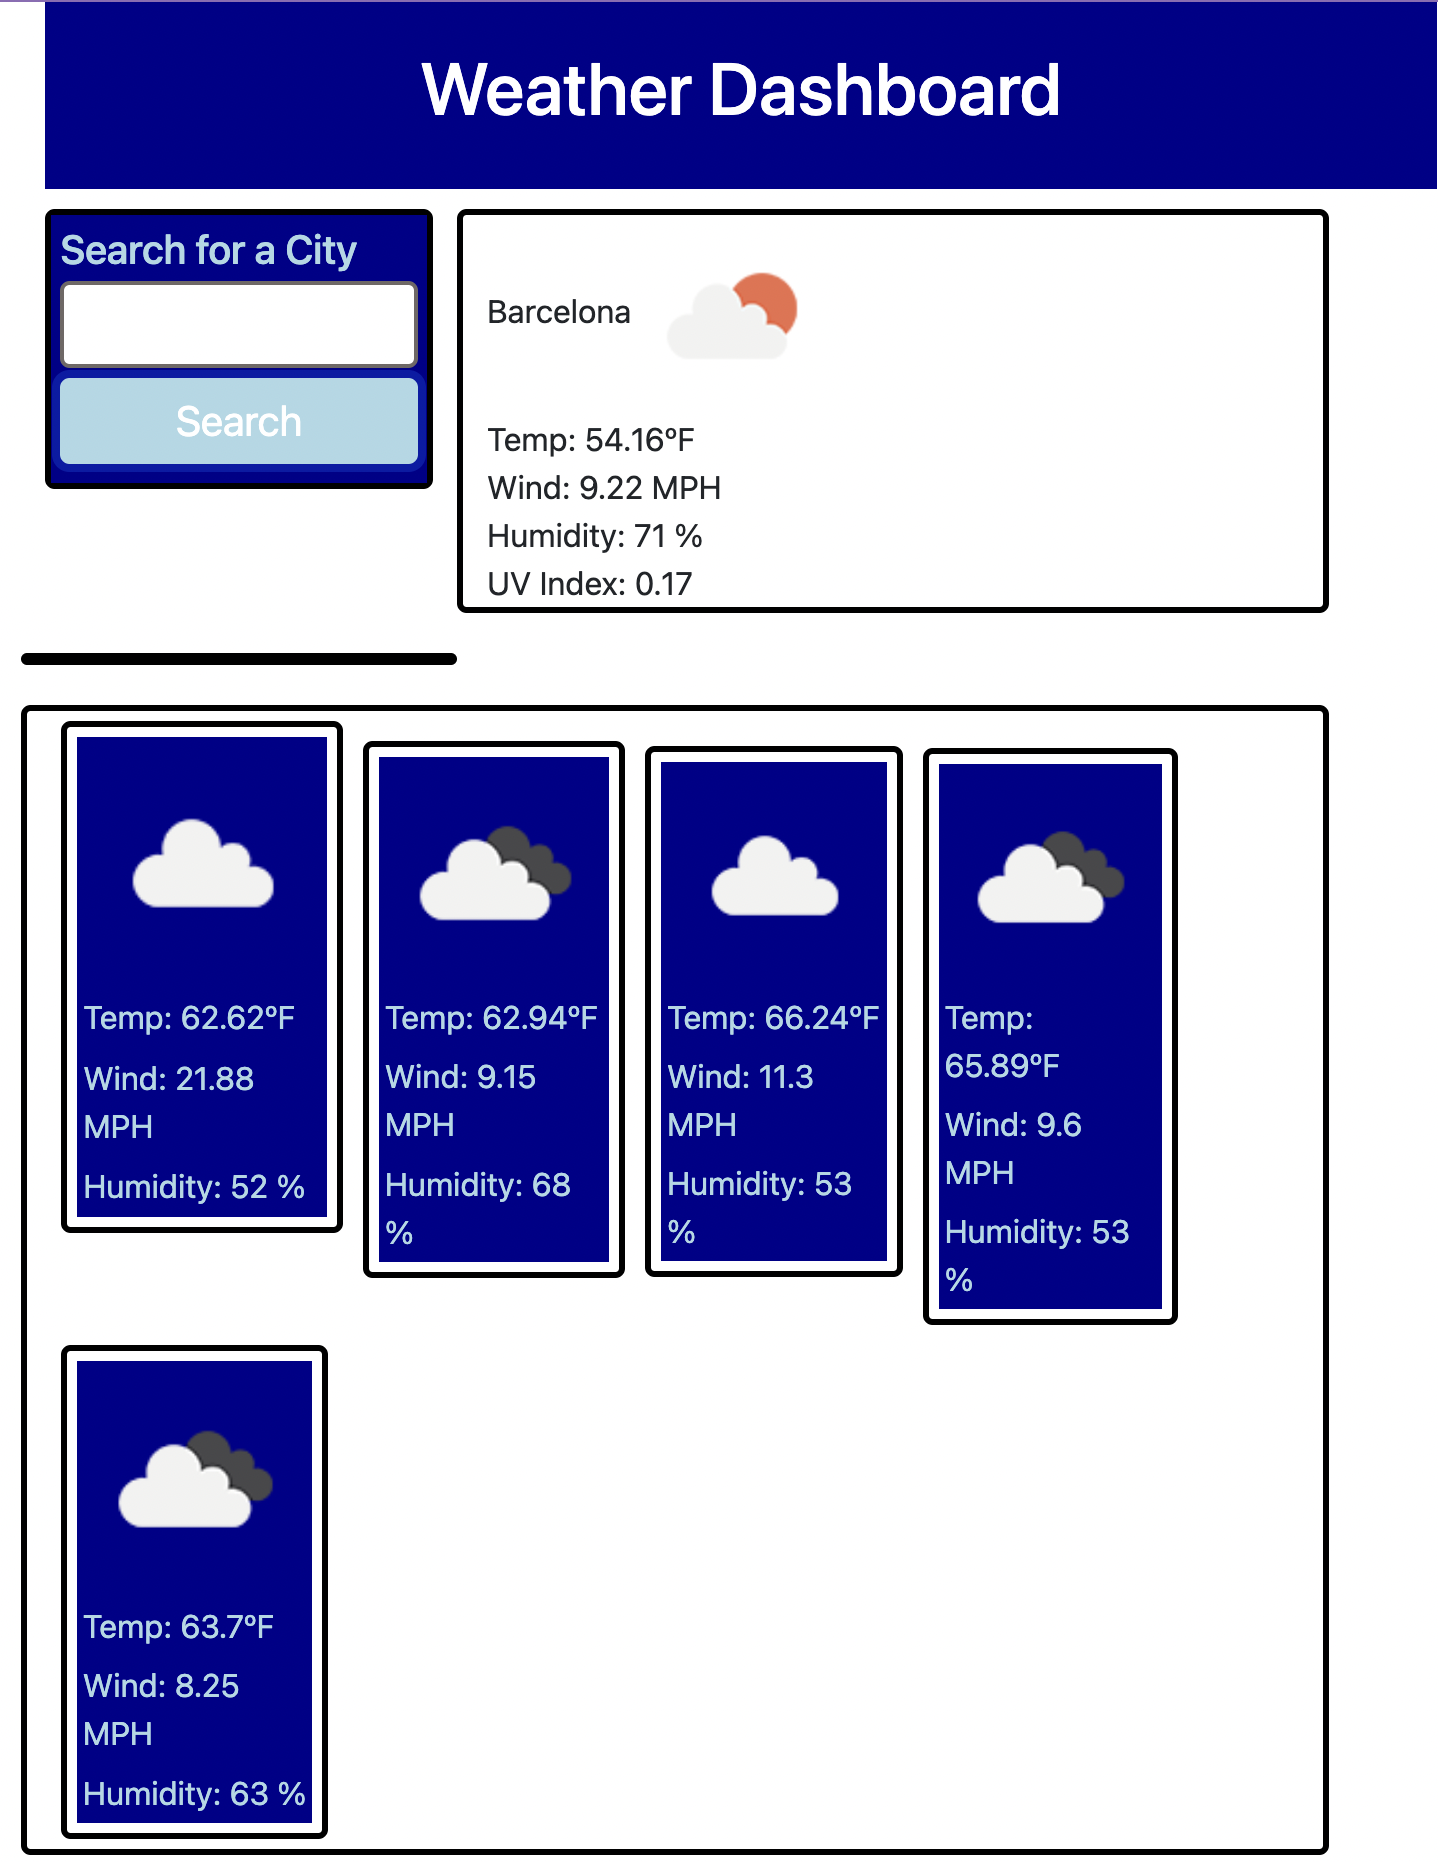 Weather Dashboard
Search for a City
Search
Barcelona
Temp: 54.16°F
Wind: 9.22 MPH
Humidity: 71 %
UV Index: 0.17
Temp: 62.62°F
Wind: 21.88
MPH
Humidity: 52 %
Temp: 62.94°F
Wind: 9.15
MPH
Humidity: 68
%
Temp: 66.24°F
Wind: 11.3
MPH
Humidity: 53
%
Temp:
65.89°F
Wind: 9.6
MPH
Humidity: 53
%
Temp: 63.7°F
Wind: 8.25
MPH
Humidity: 63 %